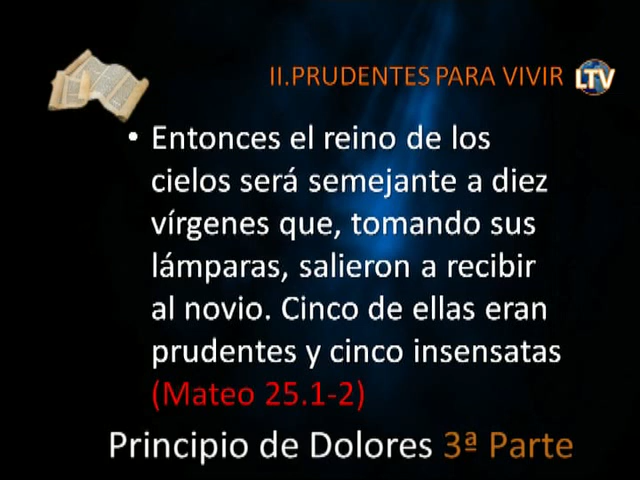 II.PRUDENTES PARA VIVIR
LTV
• Entonces el reino de los
cielos será semejante a diez
vírgenes que, tomando sus
lámparas, salieron a recibir
al novio. Cinco de ellas eran
prudentes y cinco insensatas
(Mateo 25.1-2)
Principio de Dolores 3ª Parte